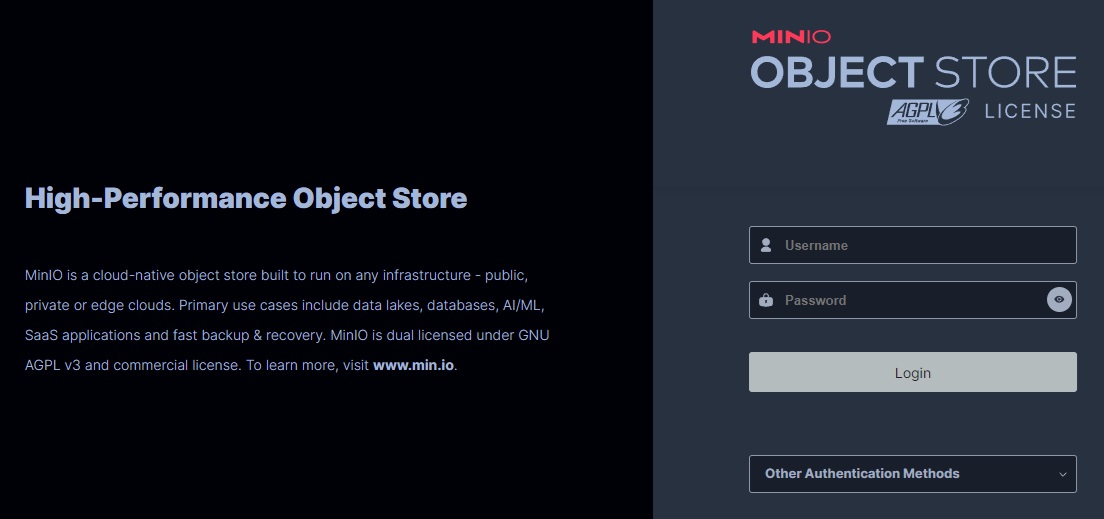 High-Performance Object Store
MinIO is a cloud-native object store built to run on any infrastructure - public,
private or edge clouds. Primary use cases include data lakes, databases, AI/ML,
SaaS applications and fast backup & recovery. MinIO is dual licensed under GNU
AGPL v3 and commercial license. To learn more, visit www.min.io.
MINIO
OBJECT STORE
AGPLv3 LICENSE
Free Software
Username
Password
Login
Other Authentication Methods